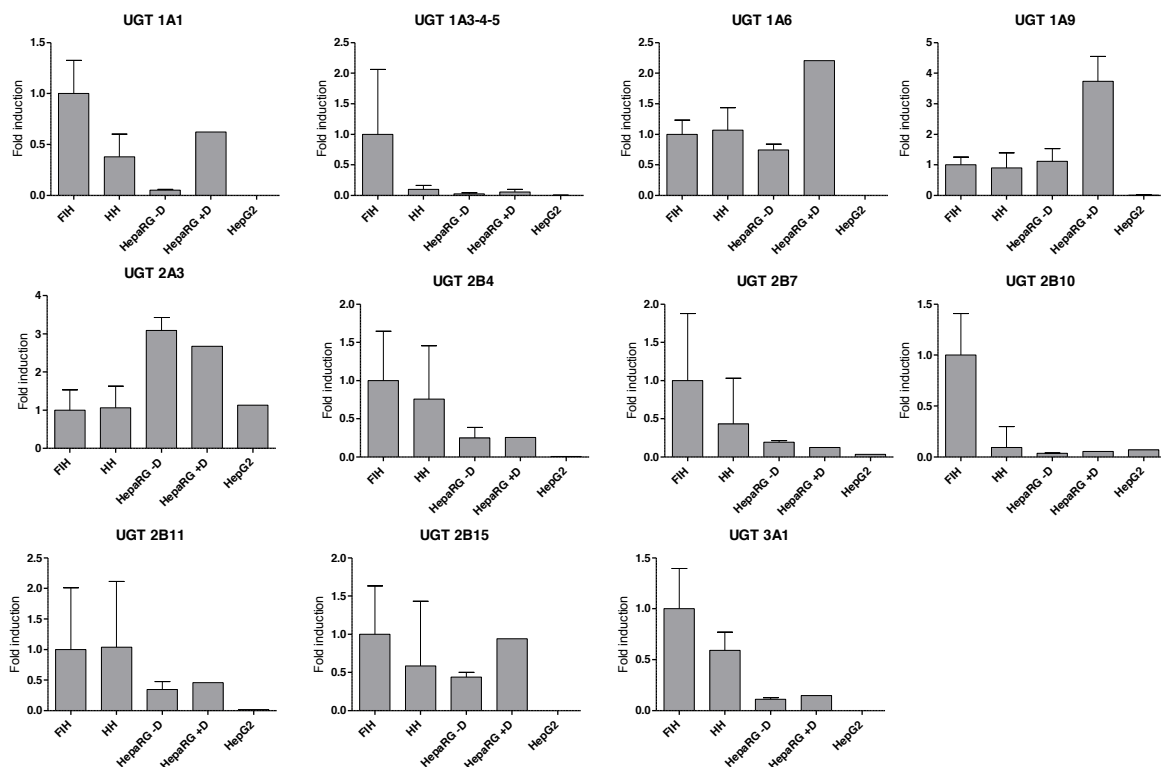 UGT 1A1
Fold induction
1.5
1.0
0.5
0.0
FIH
HH
HepaRG -D
HepaRG +D
HepG2
UGT 1A3-4-5
Fold induction
2.5
2.0
1.5
1.0
0.5
0.0
FIH
HH
HepaRG -D
HepaRG +D
HepG2
UGT 1A6
Fold induction
2.5
2.0
1.5
1.0
0.5
0.0
FIH
HH
HepaRG -D
HepaRG +D
HepG2
UGT 1A9
Fold induction
5
4
3
2
1
0
FIH
HH
HepaRG -D
HepaRG +D
HepG2
UGT 2A3
Fold induction
4
3
2
1
0
FIH
HH
HepaRG -D
HepaRG +D
HepG2
UGT 2B4
Fold induction
2.0
1.5
1.0
0.5
0.0
FIH
HH
HepaRG -D
HepaRG +D
HepG2
UGT 2B7
Fold induction
2.0
1.5
1.0
0.5
0.0
FIH
HH
HepaRG -D
HepaRG +D
HepG2
UGT 2B10
Fold induction
1.5
1.0
0.5
0.0
FIH
HH
HepaRG -D
HepaRG +D
HepG2
UGT 2B11
Fold induction
2.5
2.0
1.5
1.0
0.5
0.0
FIH
HH
HepaRG -D
HepaRG +D
HepG2
UGT 2B15
Fold induction
2.0
1.5
1.0
0.5
0.0
FIH
HH
HepaRG -D
HepaRG +D
HepG2
UGT 3A1
Fold induction
1.5
1.0
0.5
0.0
FIH
HH
HepaRG -D
HepaRG +D
HepG2